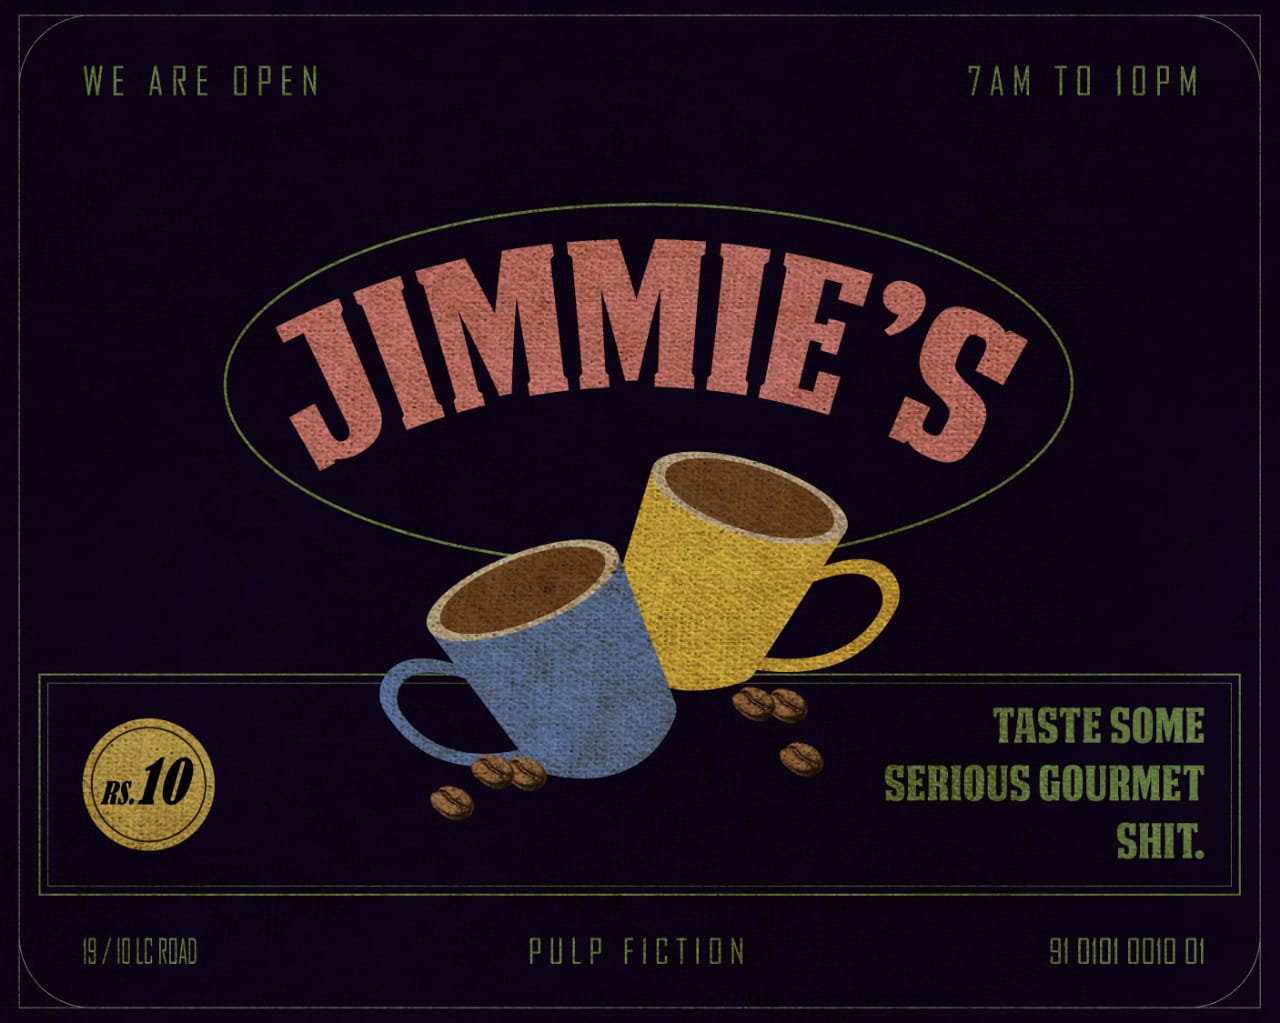 WE ARE OPEN
7AM TO 10PM
JIMMIE’S
RS.10
TASTE SOME
SERIOUS GOURMET
SHIT.
19 / 10 LC ROAD
PULP FICTION
91 0101 0010 01